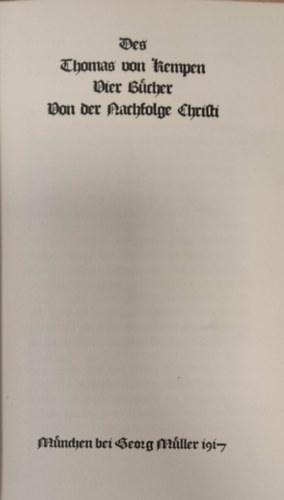 Des
Thomas von Kempen
Vier Bücher
Von der Nachfolge Christi
München bei Georg Müller 1917